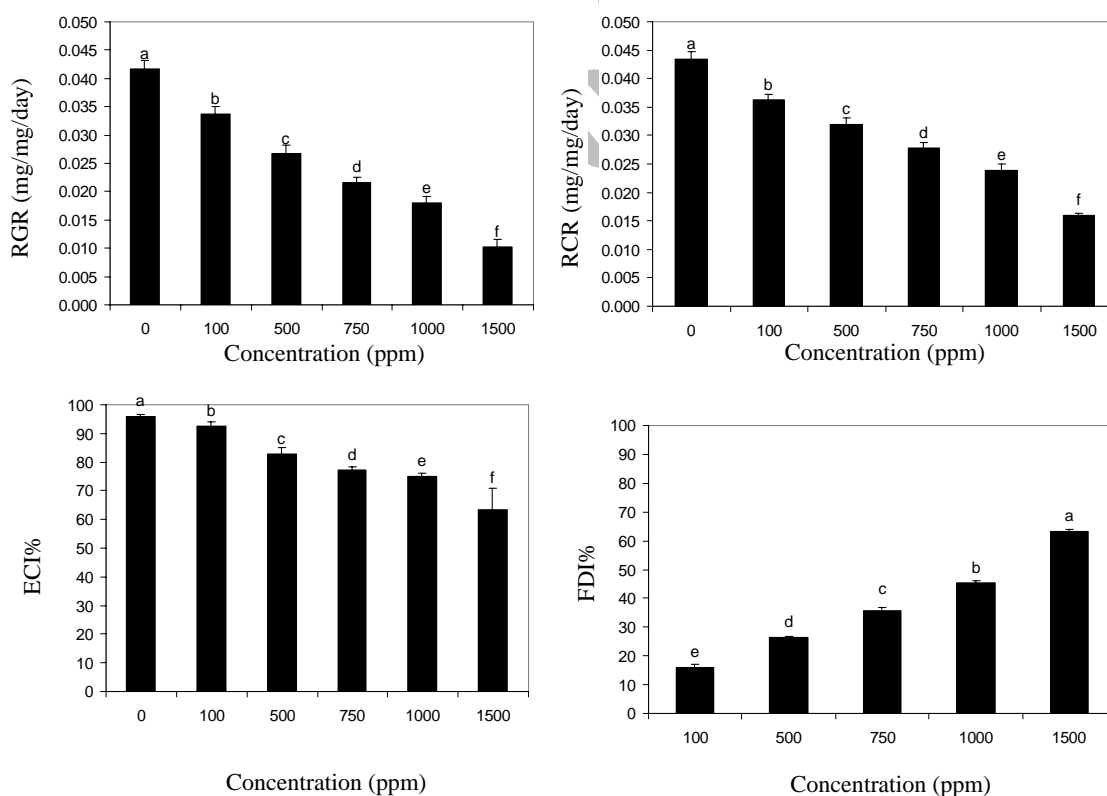 RGR (mg/mg/day)
0.050
0.045
0.040
0.035
0.030
0.025
0.020
0.015
0.010
0.005
0.000
a
b
c
d
e
f
0 100 500 750 1000 1500
Concentration (ppm)
RCR (mg/mg/day)
0.050
0.045
0.040
0.035
0.030
0.025
0.020
0.015
0.010
0.005
0.000
a
b
c
d
e
f
0 100 500 750 1000 1500
Concentration (ppm)
ECI%
100
90
80
70
60
50
40
30
20
10
0
a
b
c
d
e
f
0 100 500 750 1000 1500
Concentration (ppm)
FDI%
100
90
80
70
60
50
40
30
20
10
0
e
d
c
b
a
100 500 750 1000 1500
Concentration (ppm)